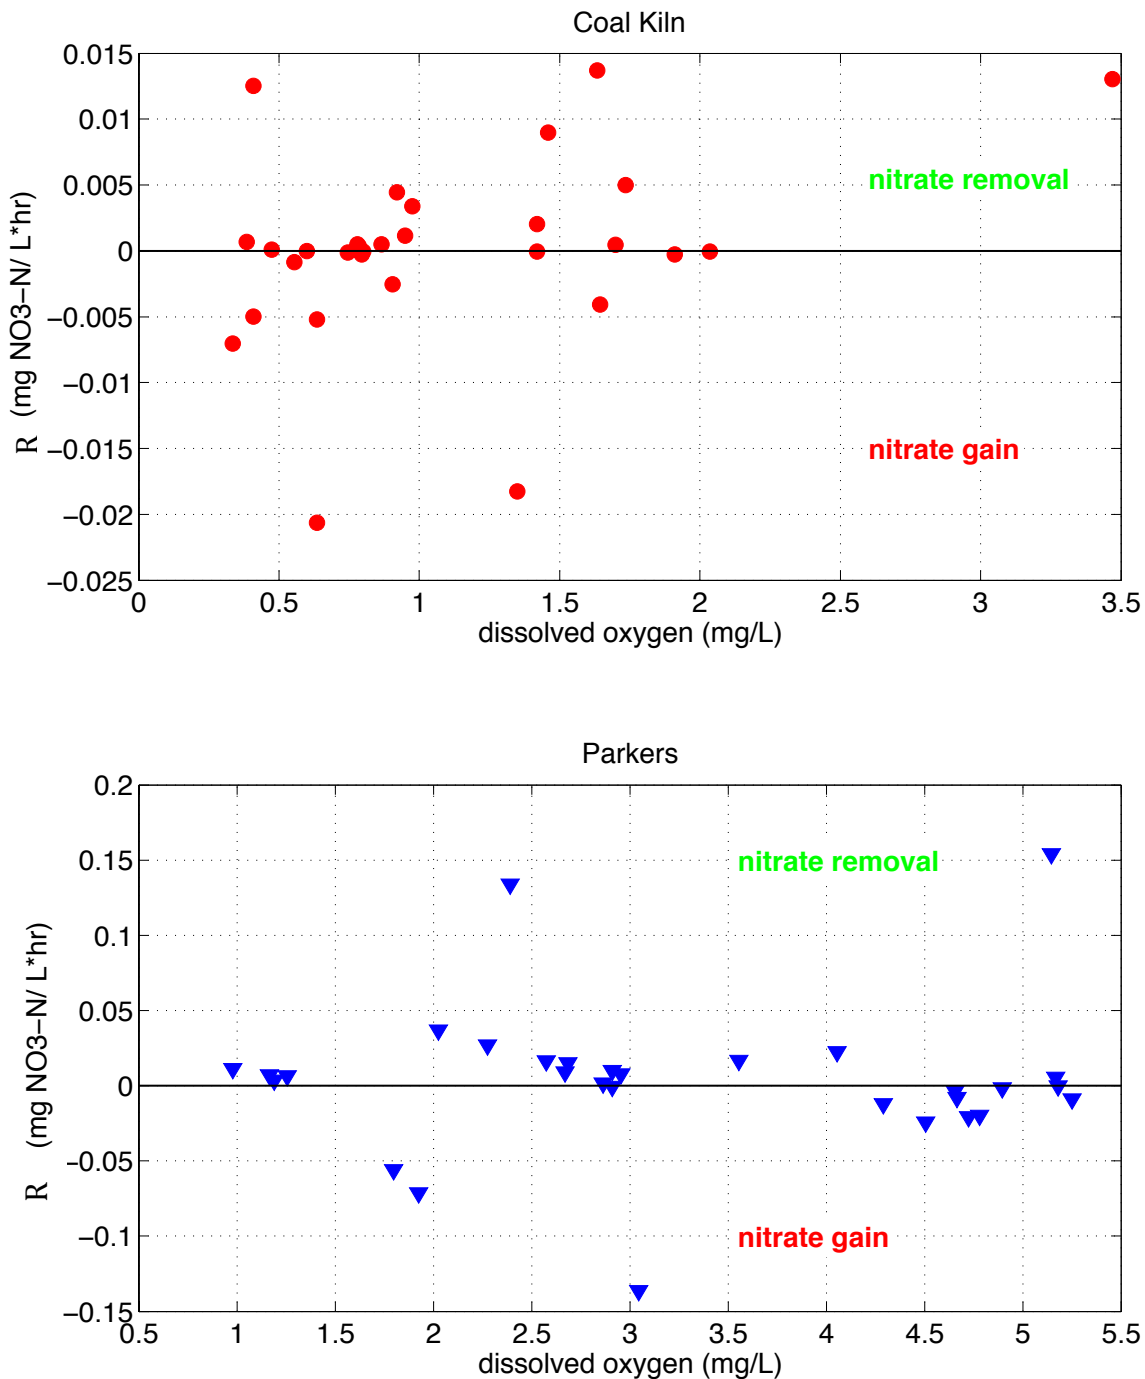 Coal Kiln
0.015
0.01
0.005
0
−0.005
−0.01
−0.015
−0.02
−0.025
R (mg NO3−N/ L*hr)
nitrate removal
nitrate gain
0 0.5 1 1.5 2 2.5 3 3.5
dissolved oxygen (mg/L)
Parkers
0.2
0.15
0.1
0.05
0
−0.05
−0.1
−0.15
R (mg NO3−N/ L*hr)
nitrate removal
nitrate gain
0.5 1 1.5 2 2.5 3 3.5 4 4.5 5 5.5
dissolved oxygen (mg/L)